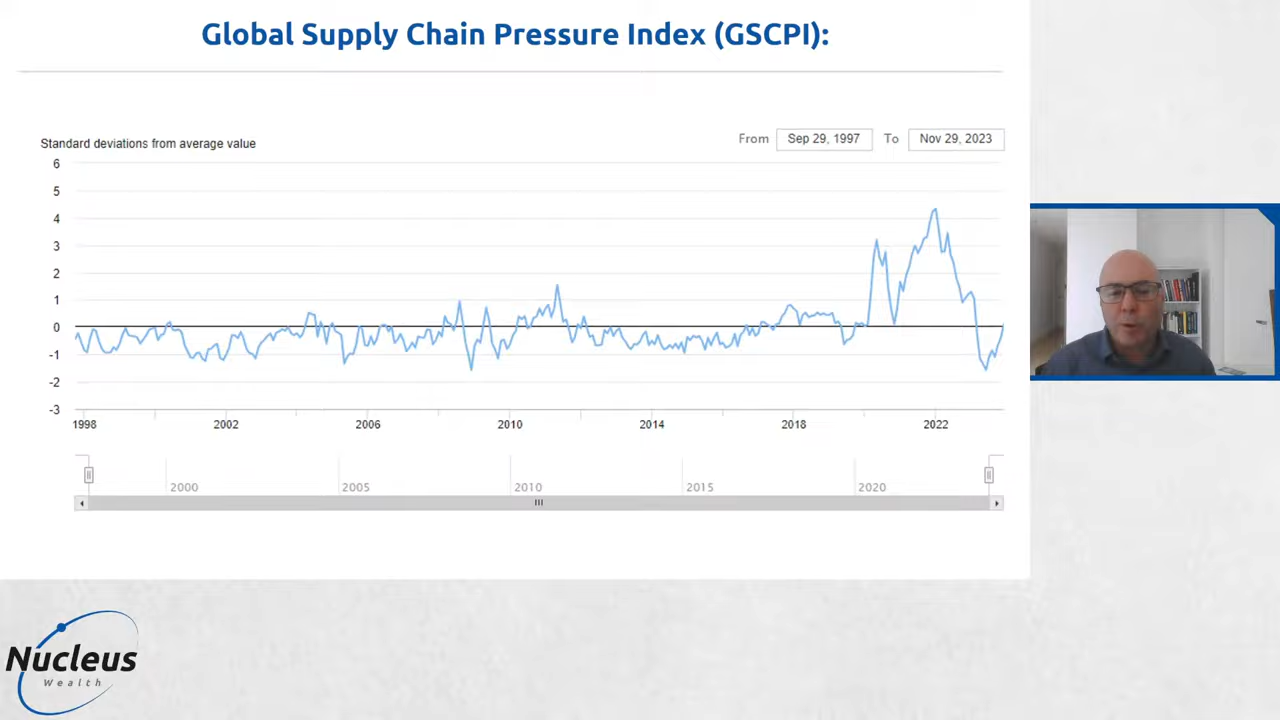 Global Supply Chain Pressure Index (GSCPI):
Standard deviations from average value
From Sep 29, 1997 To Nov 29, 2023
6
5
4
3
2
1
0
-1
-2
-3
1998 2002 2006 2010 2014 2018 2022
2000 2005 2010 2015 2020
Nucleus
Wealth